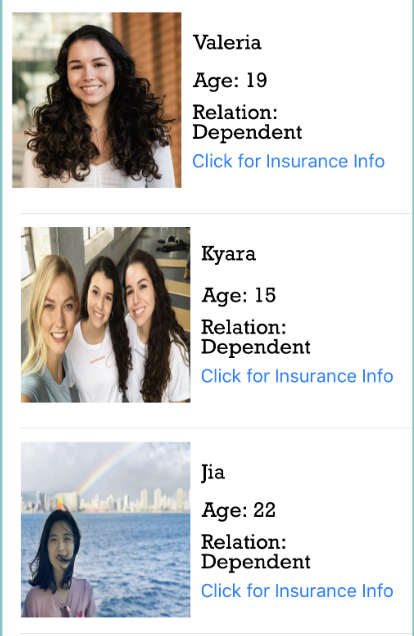 Valeria
Age: 19
Relation:
Dependent
Click for Insurance Info
Kyara
Age: 15
Relation:
Dependent
Click for Insurance Info
Jia
Age: 22
Relation:
Dependent
Click for Insurance Info